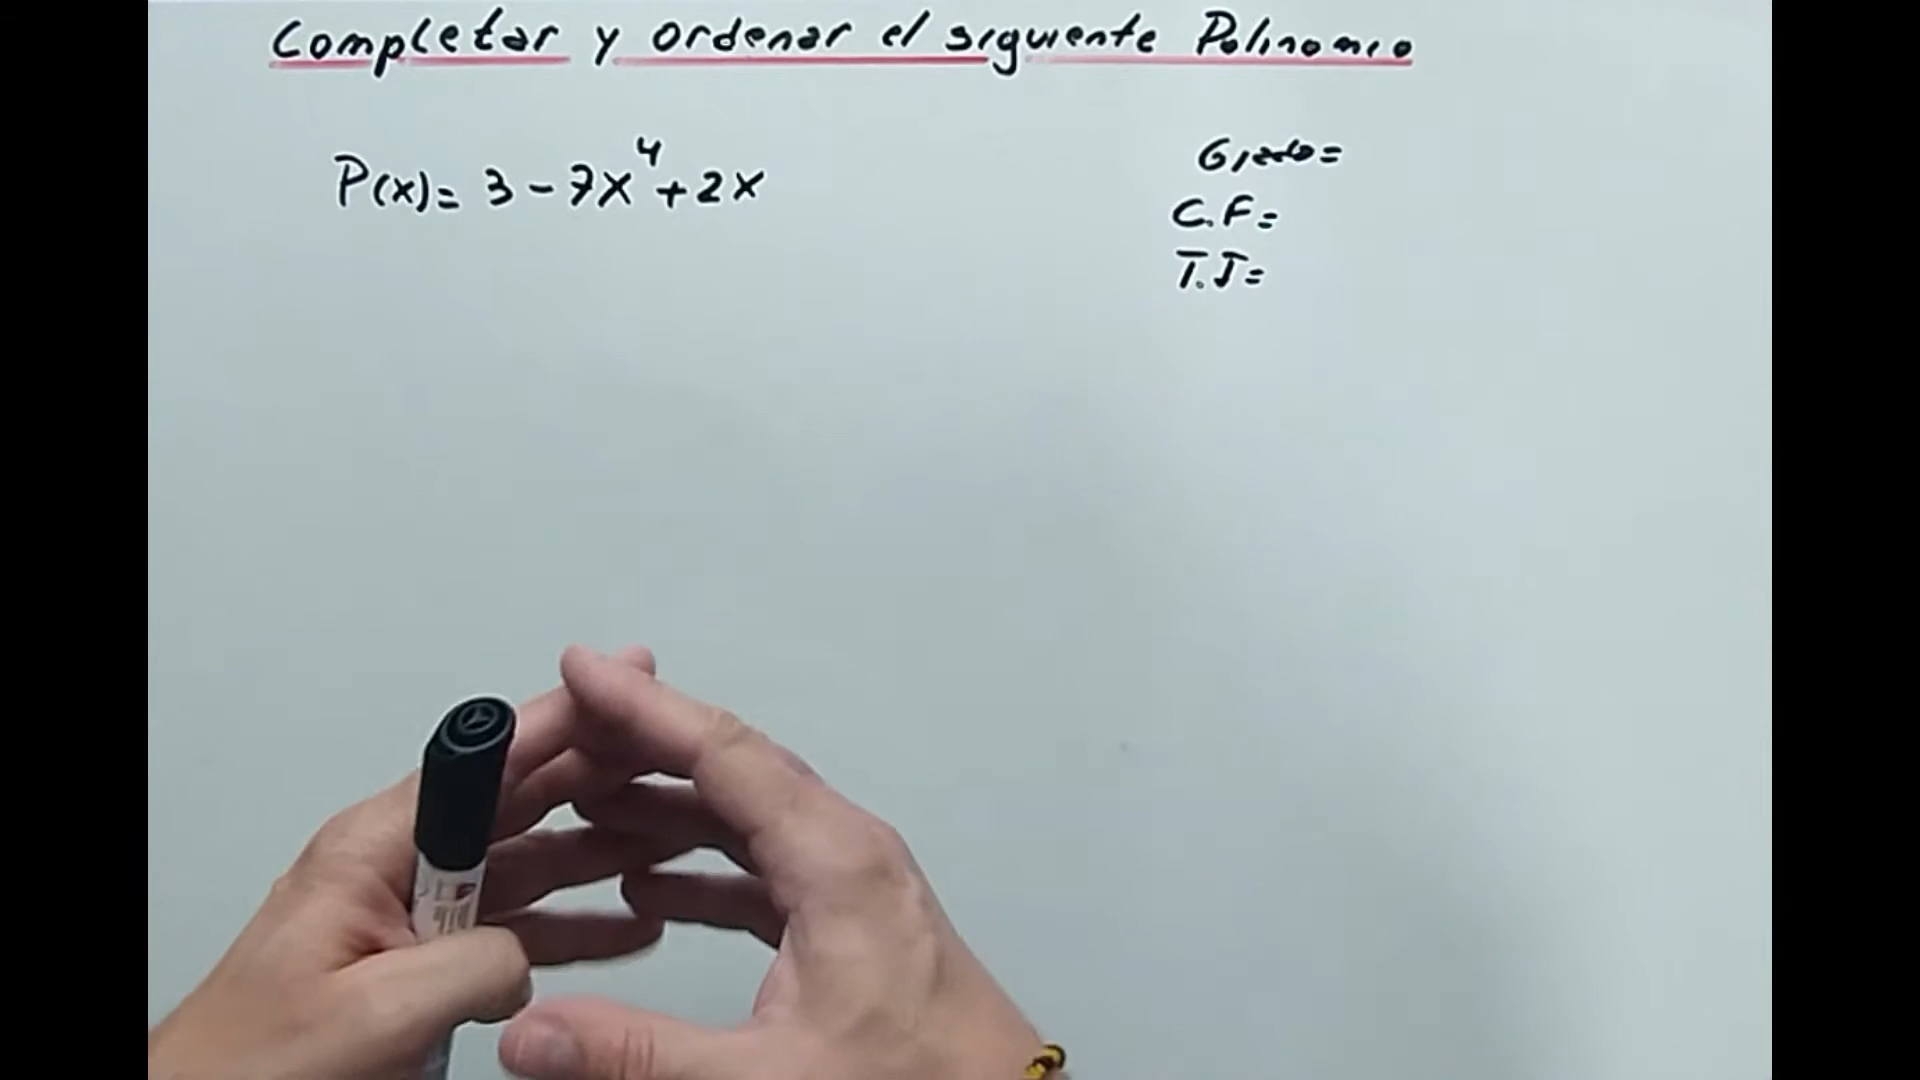 Completar y ordenar el siguiente Polinomio
P(x)= 3 - 7x⁴ + 2x
Grado=
C.F=
T.I=